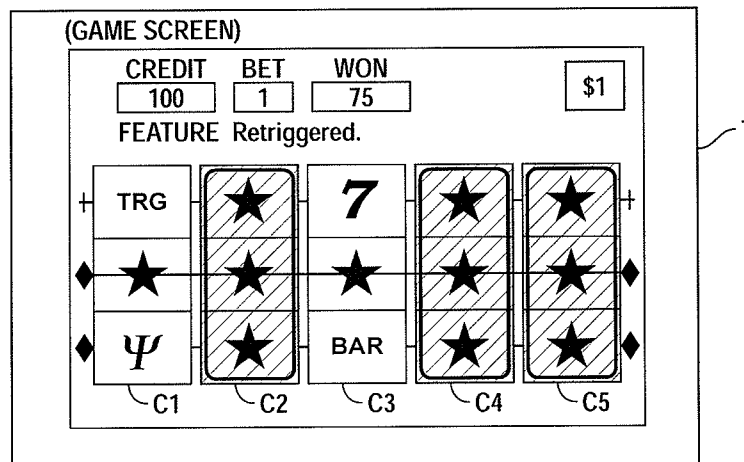 (GAME SCREEN)
CREDIT BET WON
100 1 75 $1
FEATURE Retriggered.
TRG 7
Ψ BAR
C1 C2 C3 C4 C5